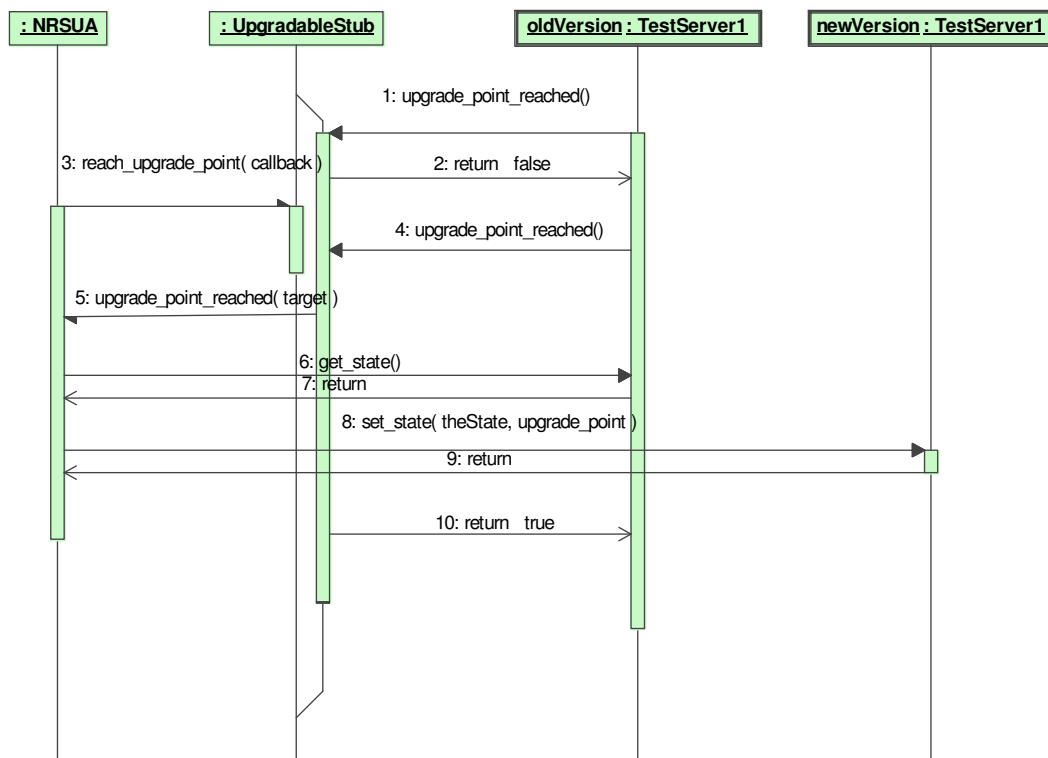 : NRSUA
: UpgradableStub
oldVersion : TestServer1
newVersion : TestServer1
1: upgrade_point_reached()
3: reach_upgrade_point( callback )
2: return false
4: upgrade_point_reached()
5: upgrade_point_reached( target )
6: get_state()
7: return
8: set_state( theState, upgrade_point )
9: return
10: return true